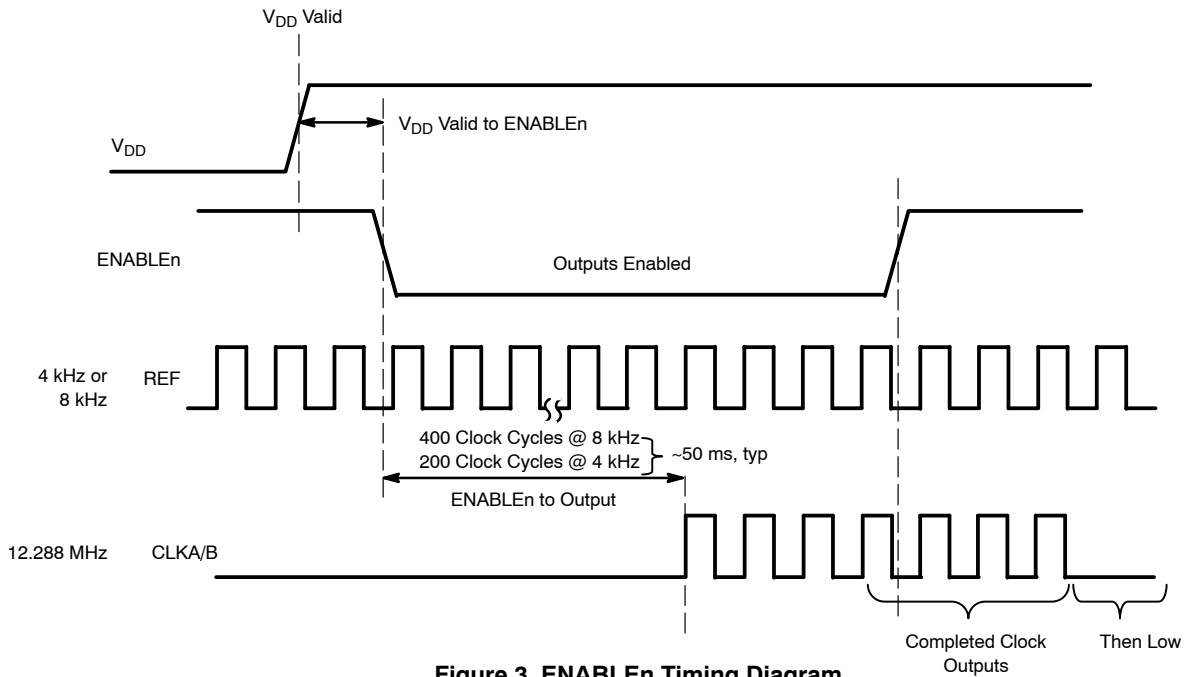 V_DD Valid
V_DD Valid to ENABLEn
V_DD
ENABLEn
Outputs Enabled
4 kHz or
8 kHz
REF
400 Clock Cycles @ 8 kHz
200 Clock Cycles @ 4 kHz
~50 ms, typ
ENABLEn to Output
12.288 MHz
CLKA/B
Completed Clock
Outputs
Then Low
Figure 3. ENABLEn Timing Diagram